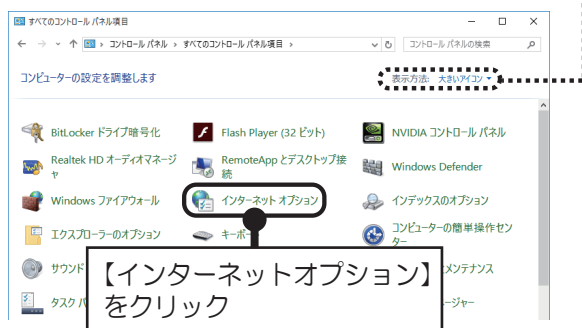 すべてのコントロール パネル項目
コントロール パネル › すべてのコントロール パネル項目 ›
コントロール パネルの検索
コンピューターの設定を調整します
表示方法: 大きいアイコン
BitLocker ドライブ暗号化
Flash Player (32 ビット)
NVIDIA コントロール パネル
Realtek HD オーディオマネージ
ャ
RemoteApp とデスクトップ接
続
Windows Defender
Windows ファイアウォール
インターネット オプション
インデックスのオプション
エクスプローラーのオプション
キーボ
コンピューターの簡単操作セン
ター
サウンド
メンテナンス
タスク バ
ージャー
【インターネットオプション】
をクリック